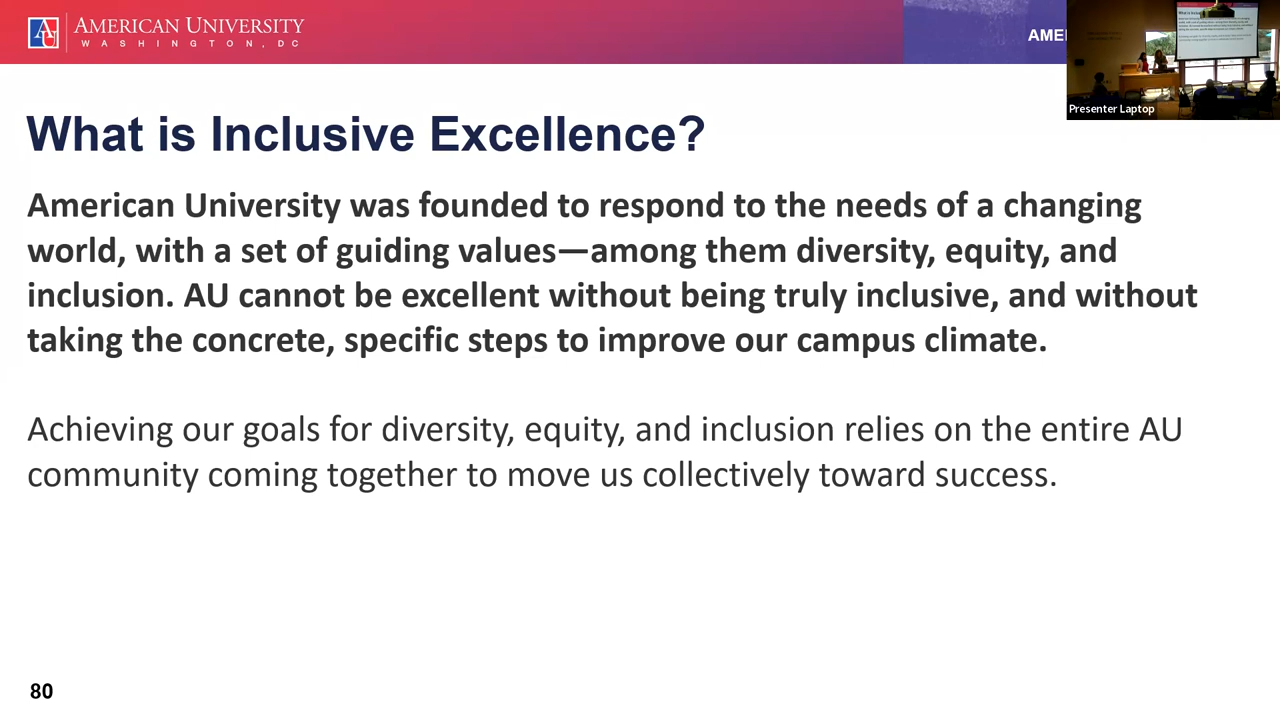 AMERICAN UNIVERSITY
WASHINGTON, DC
AME
Presenter Laptop
What is Inclusive Excellence?
American University was founded to respond to the needs of a changing
world, with a set of guiding values—among them diversity, equity, and
inclusion. AU cannot be excellent without being truly inclusive, and without
taking the concrete, specific steps to improve our campus climate.
Achieving our goals for diversity, equity, and inclusion relies on the entire AU
community coming together to move us collectively toward success.
80